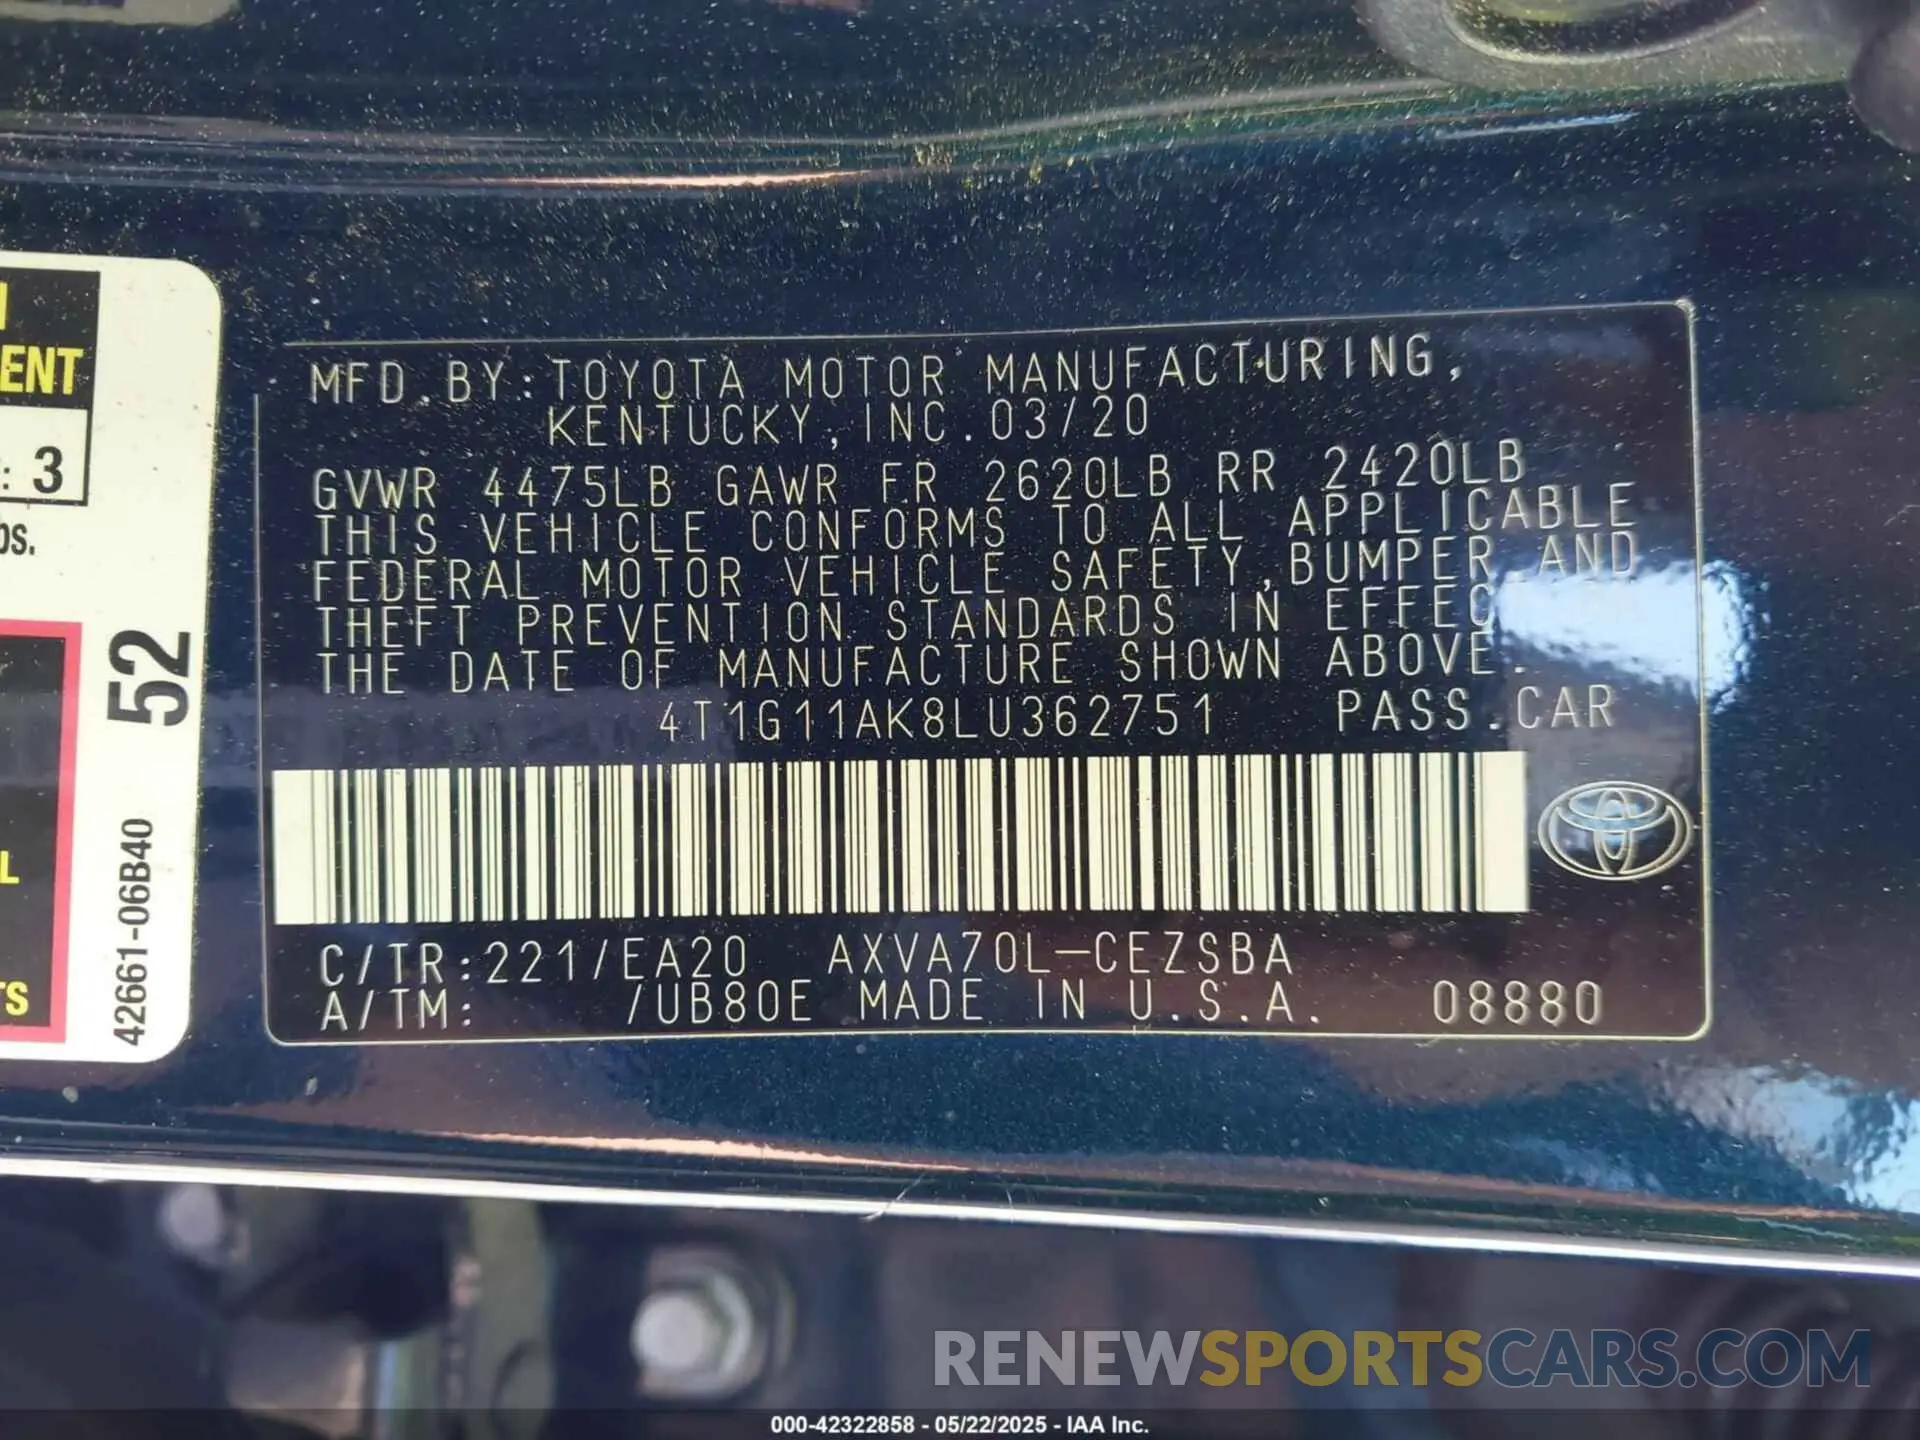 MFD.BY:TOYOTA MOTOR MANUFACTURING,
KENTUCKY,INC.03/20
GVWR 4475LB GAWR FR 2620LB RR 2420LB
THIS VEHICLE CONFORMS TO ALL APPLICABLE
FEDERAL MOTOR VEHICLE SAFETY,BUMPER AND
THEFT PREVENTION STANDARDS IN
THE DATE OF MANUFACTURE SHOWN ABOVE.
4T1G11AK8LU362751 PASS.CAR
C/TR:221/EA20 AXVA70L-CEZSBA
A/TM: /UB80E MADE IN U.S.A. 08880
ENT
: 3
52
42661-06B40
RENEWSPORTSCARS.COM
000-42322858 - 05/22/2025 - IAA Inc.